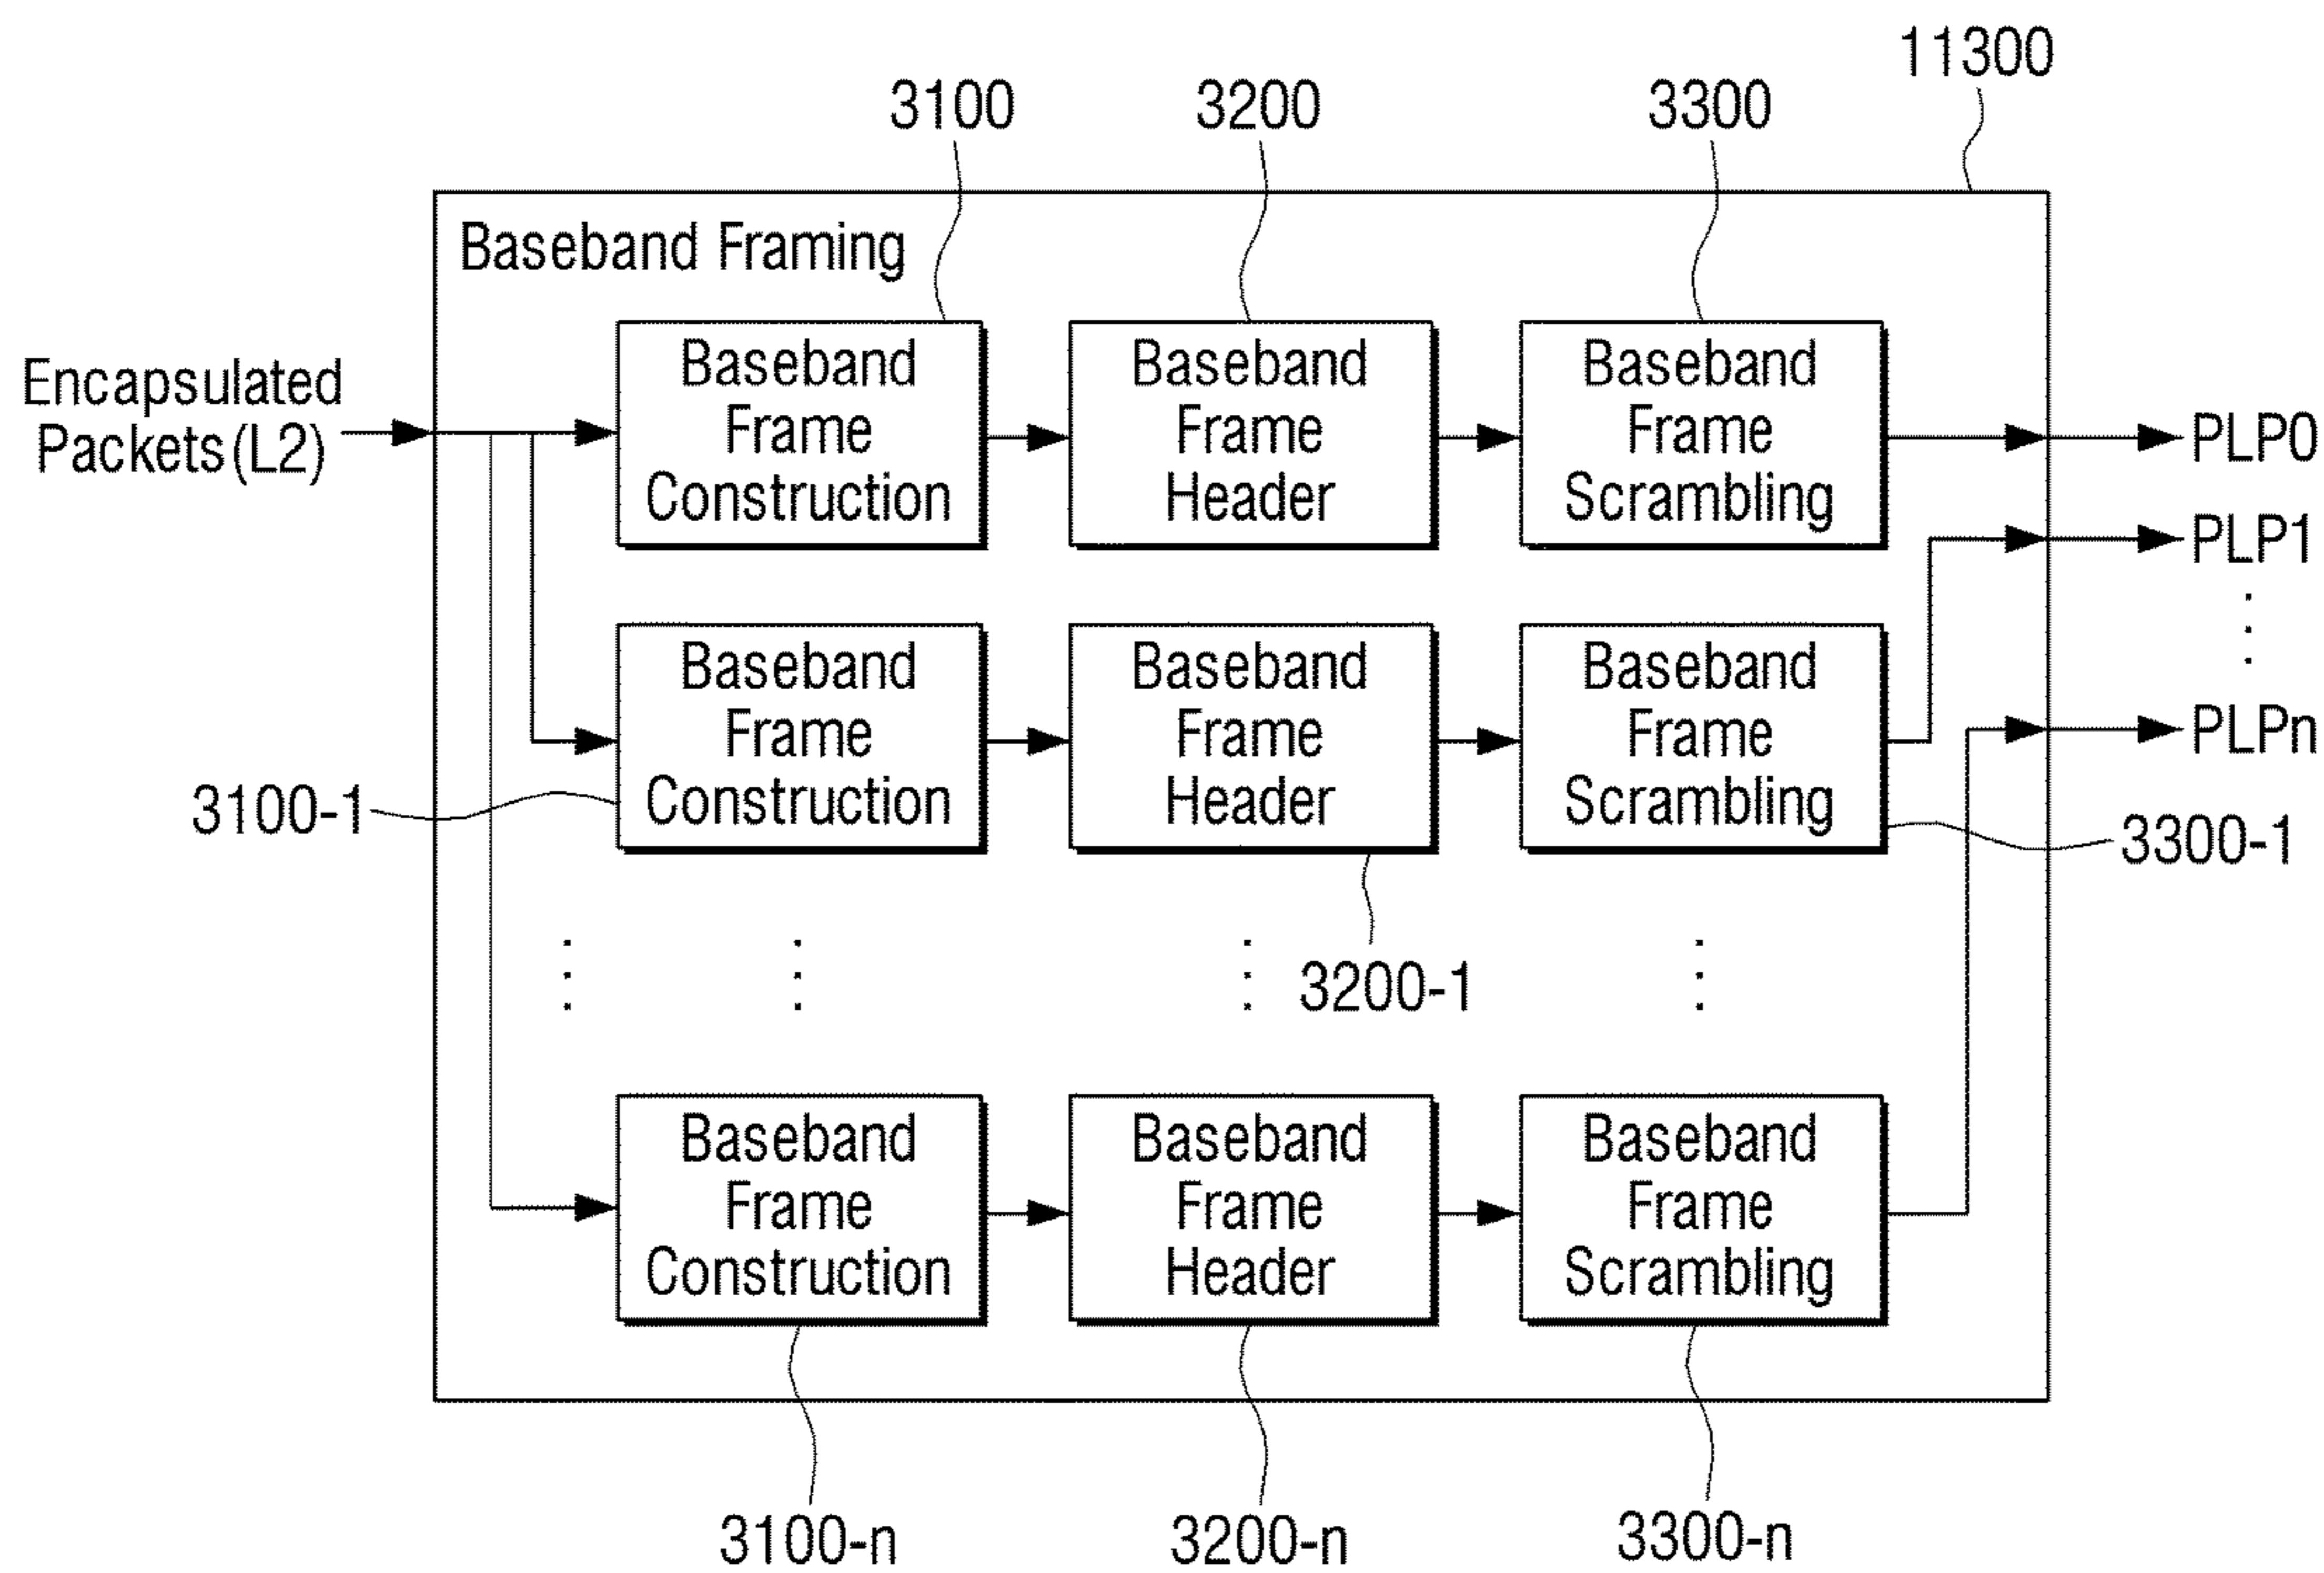 11300
3100
3200
3300
Baseband Framing
Encapsulated
Packets(L2)
Baseband
Frame
Construction
Baseband
Frame
Header
Baseband
Frame
Scrambling
PLP0
PLP1
PLPn
Baseband
Frame
Construction
Baseband
Frame
Header
Baseband
Frame
Scrambling
3100-1
3300-1
3200-1
Baseband
Frame
Construction
Baseband
Frame
Header
Baseband
Frame
Scrambling
3100-n
3200-n
3300-n